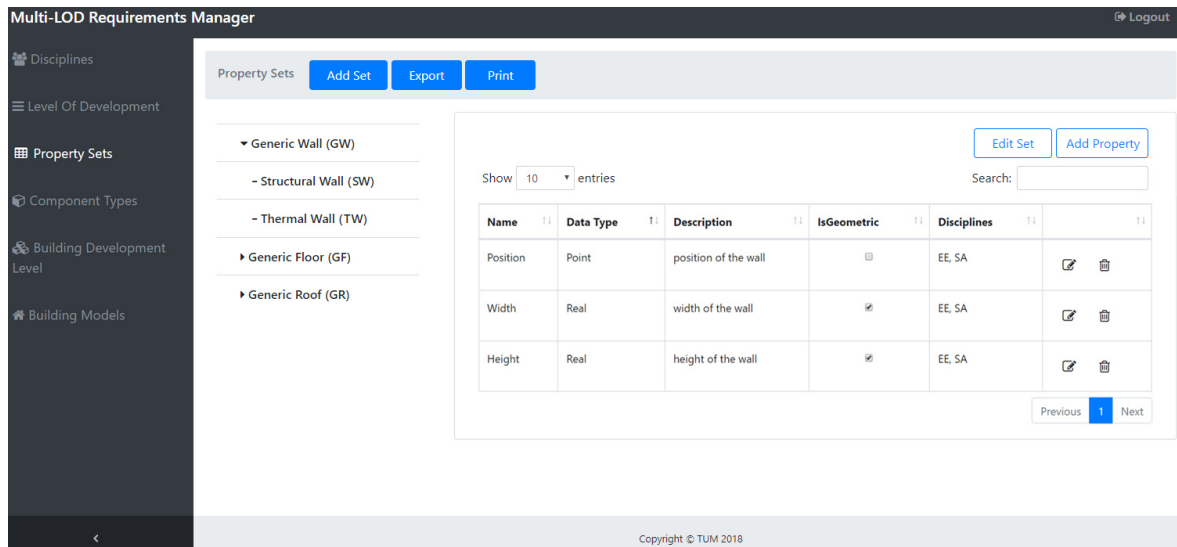 Multi-LOD Requirements Manager
Logout
Disciplines
Level Of Development
Property Sets
Component Types
Building Development
Level
Building Models
Property Sets
Add Set
Export
Print
Generic Wall (GW)
- Structural Wall (SW)
- Thermal Wall (TW)
Generic Floor (GF)
Generic Roof (GR)
Edit Set
Add Property
Show 10 entries
Search:
Name Data Type Description IsGeometric Disciplines
Position Point position of the wall EE, SA
Width Real width of the wall EE, SA
Height Real height of the wall EE, SA
Previous 1 Next
Copyright © TUM 2018